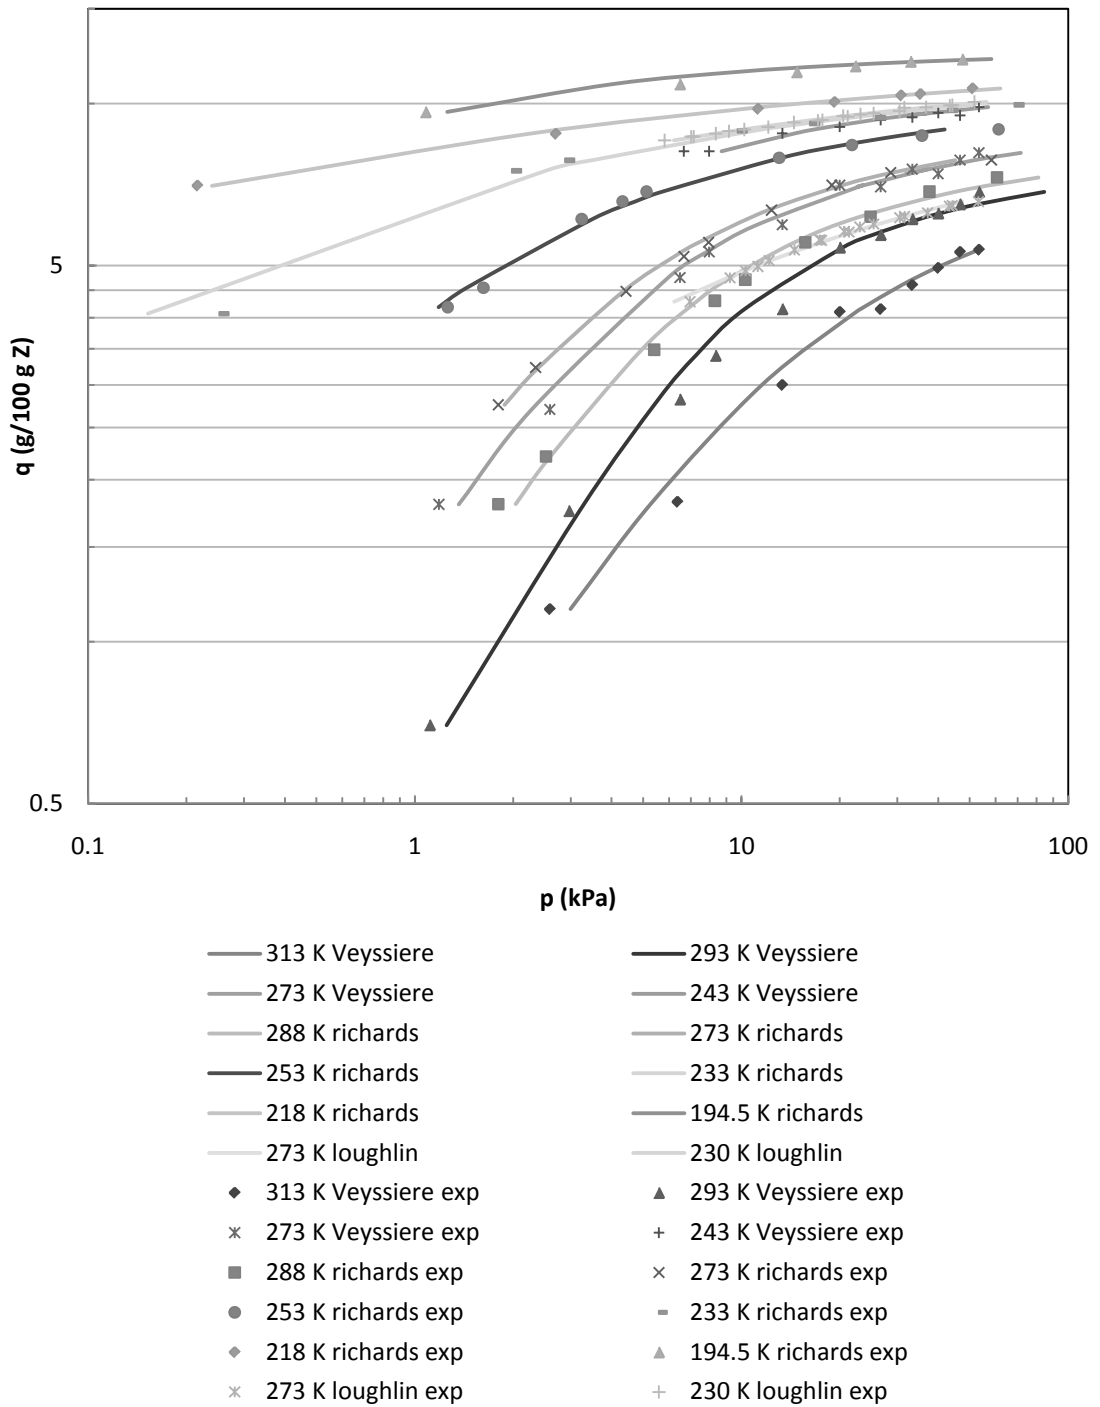 q (g/100 g Z)
5
0.5
0.1 1 10 100
p (kPa)
313 K Veyssiere 293 K Veyssiere
273 K Veyssiere 243 K Veyssiere
288 K richards 273 K richards
253 K richards 233 K richards
218 K richards 194.5 K richards
273 K loughlin 230 K loughlin
313 K Veyssiere exp 293 K Veyssiere exp
273 K Veyssiere exp 243 K Veyssiere exp
288 K richards exp 273 K richards exp
253 K richards exp 233 K richards exp
218 K richards exp 194.5 K richards exp
273 K loughlin exp 230 K loughlin exp